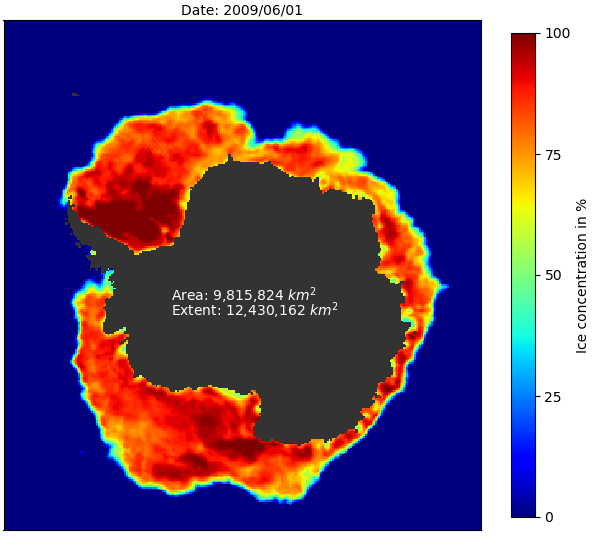 Date: 2009/06/01
Area: 9,815,824 km²
Extent: 12,430,162 km²
100
75
50
25
0
Ice concentration in %